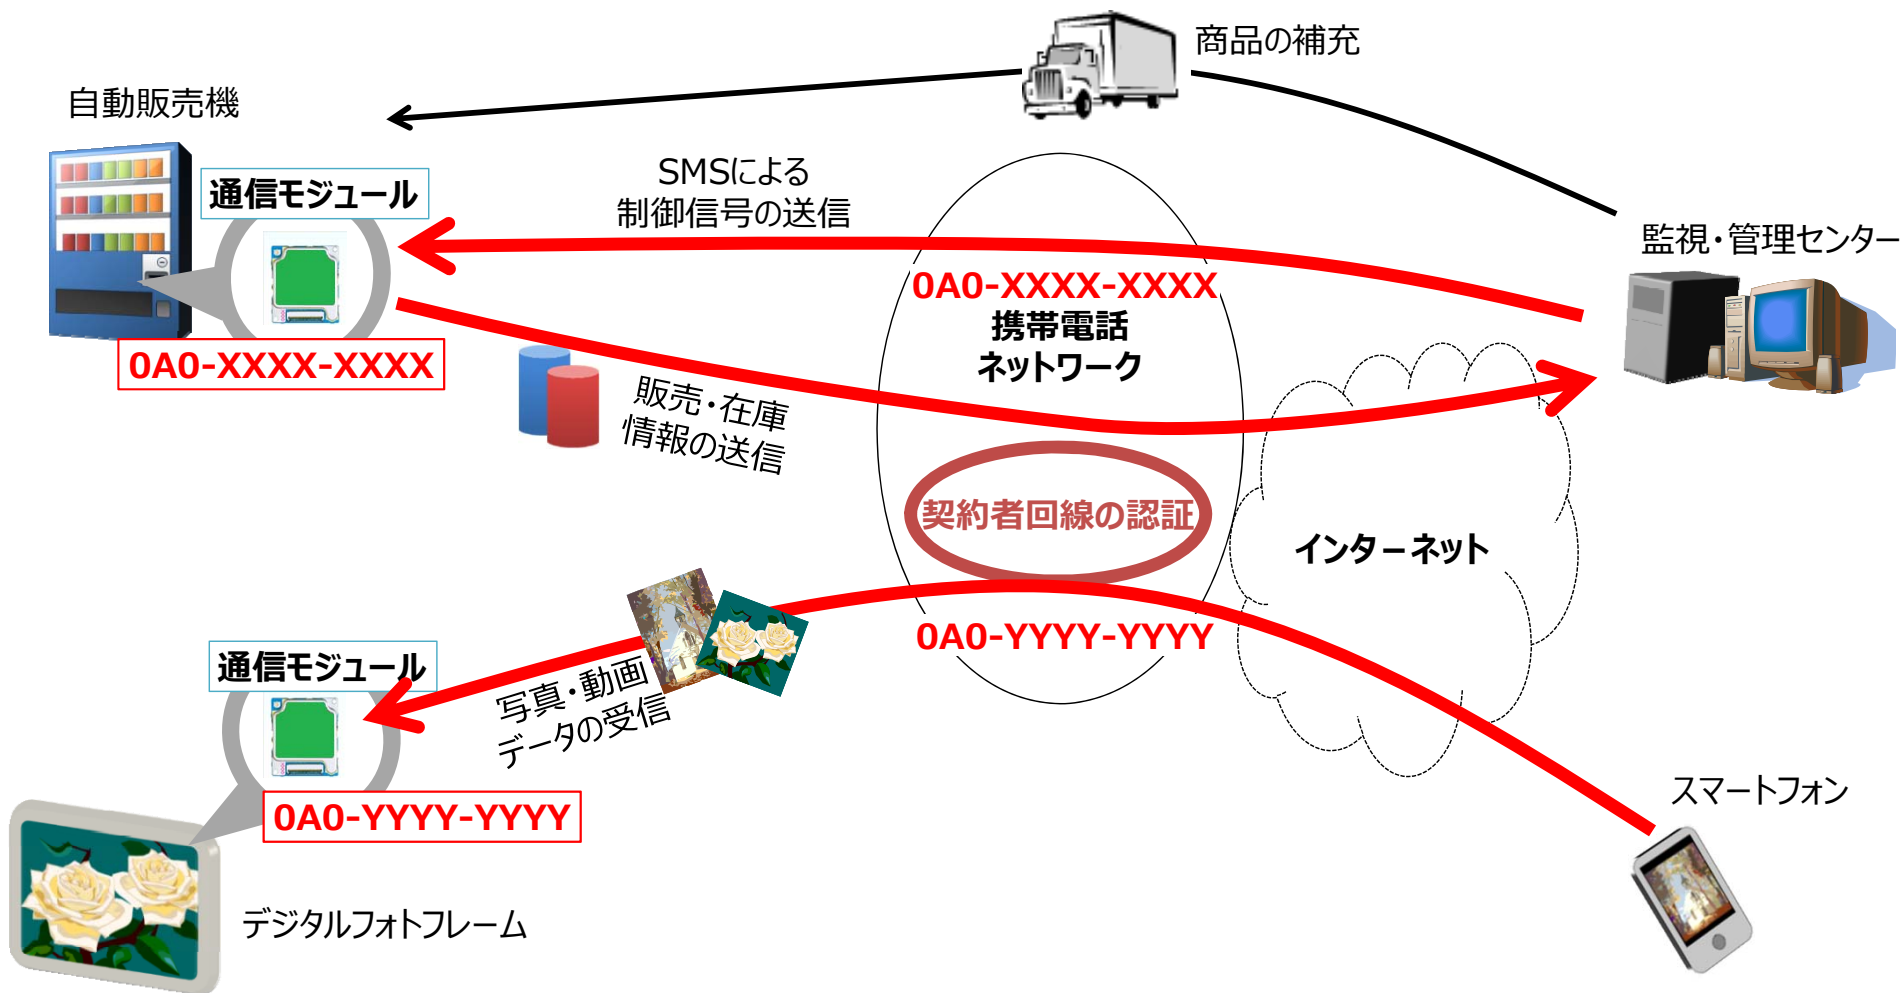 商品の補充
自動販売機
通信モジュール
SMSによる
制御信号の送信
監視・管理センター
0A0-XXXX-XXXX
携帯電話
ネットワーク
0A0-XXXX-XXXX
販売・在庫
情報の送信
契約者回線の認証
インターネット
0A0-YYYY-YYYY
通信モジュール
写真・動画
データの受信
0A0-YYYY-YYYY
スマートフォン
デジタルフォトフレーム